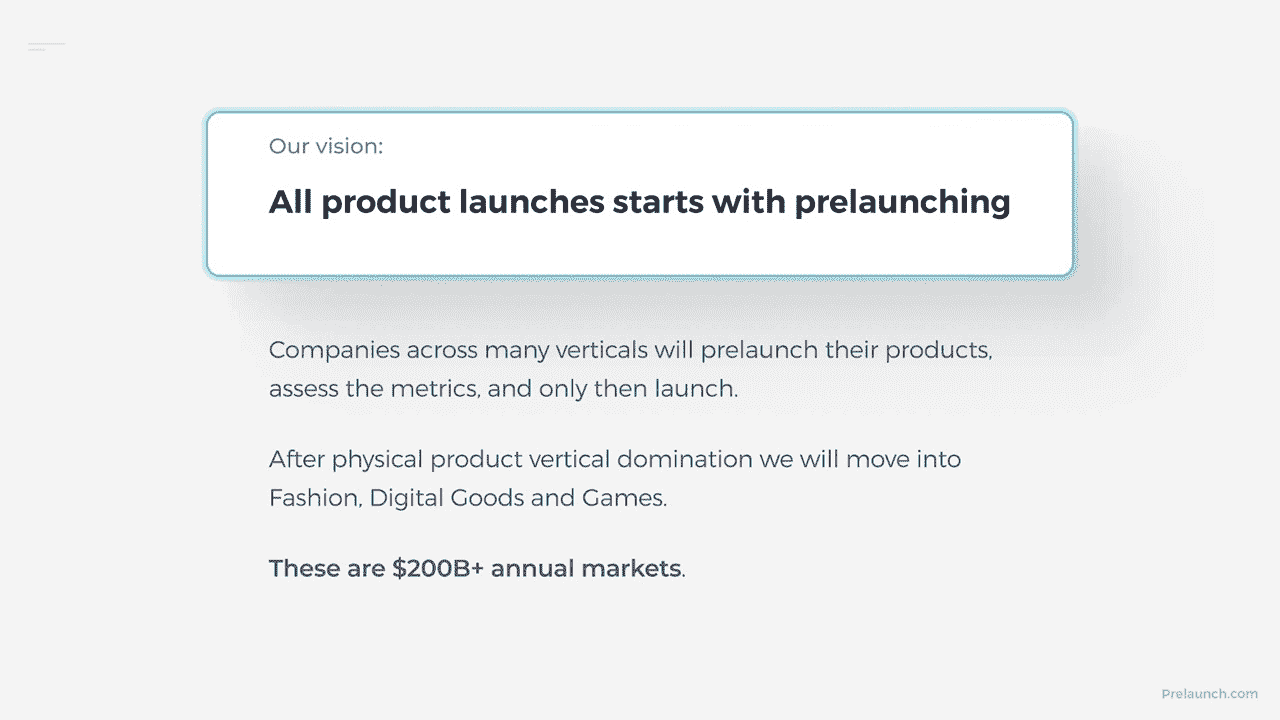 Our vision:
All product launches starts with prelaunching
Companies across many verticals will prelaunch their products,
assess the metrics, and only then launch.
After physical product vertical domination we will move into
Fashion, Digital Goods and Games.
These are $200B+ annual markets.
Prelaunch.com